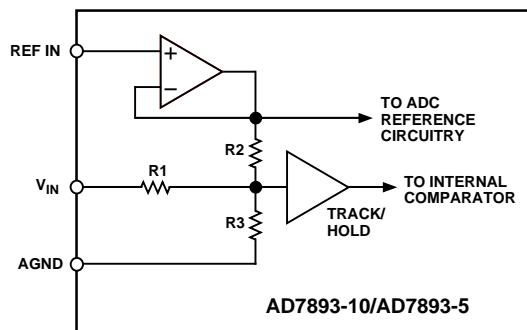 REF IN
+
–
TO ADC
REFERENCE
CIRCUITRY
R2
R1
VIN
TO INTERNAL
COMPARATOR
TRACK/
HOLD
R3
AGND
AD7893-10/AD7893-5